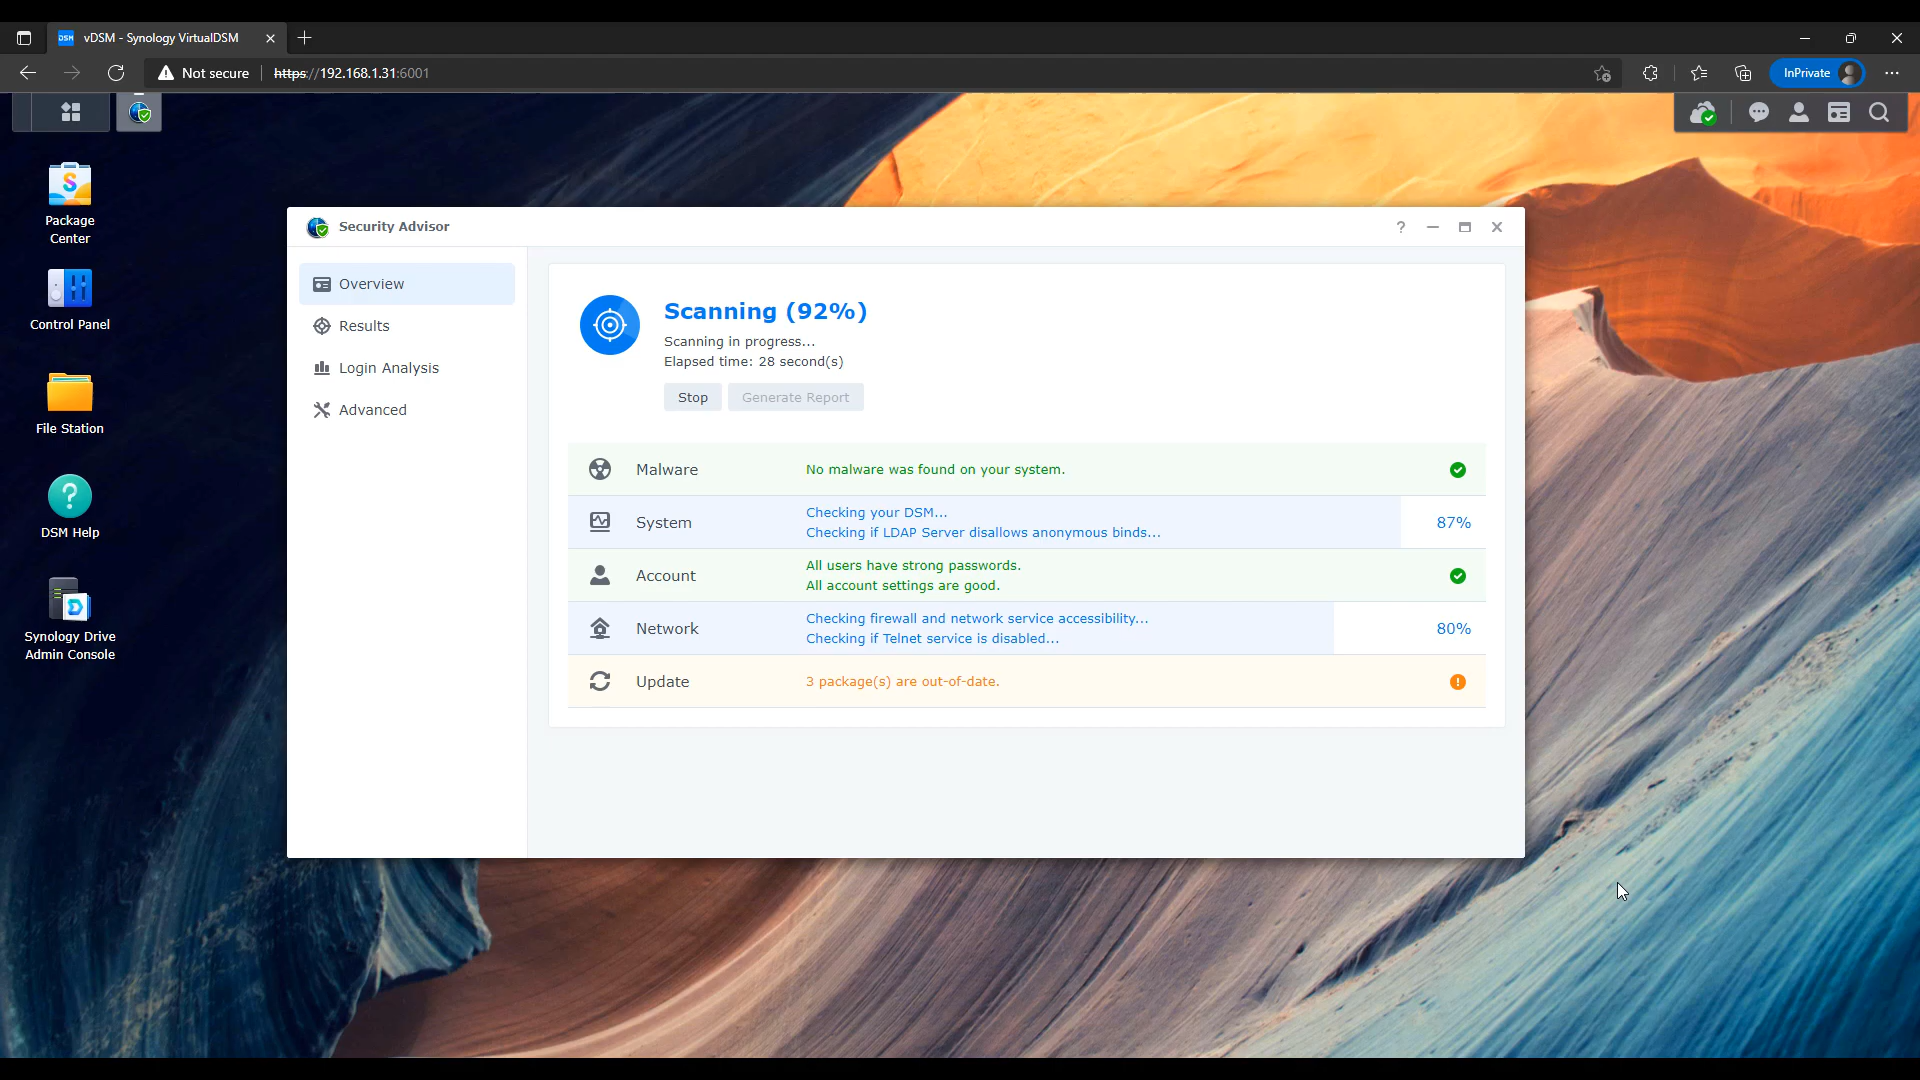 vDSM - Synology VirtualDSM
Not secure
https://192.168.1.31:6001
InPrivate
Package
Center
Control Panel
File Station
DSM Help
Synology Drive
Admin Console
Security Advisor
Overview
Results
Login Analysis
Advanced
Scanning (92%)
Scanning in progress...
Elapsed time: 28 second(s)
Stop
Generate Report
Malware
No malware was found on your system.
System
Checking your DSM...
Checking if LDAP Server disallows anonymous binds...
87%
Account
All users have strong passwords.
All account settings are good.
Network
Checking firewall and network service accessibility...
Checking if Telnet service is disabled...
80%
Update
3 package(s) are out-of-date.